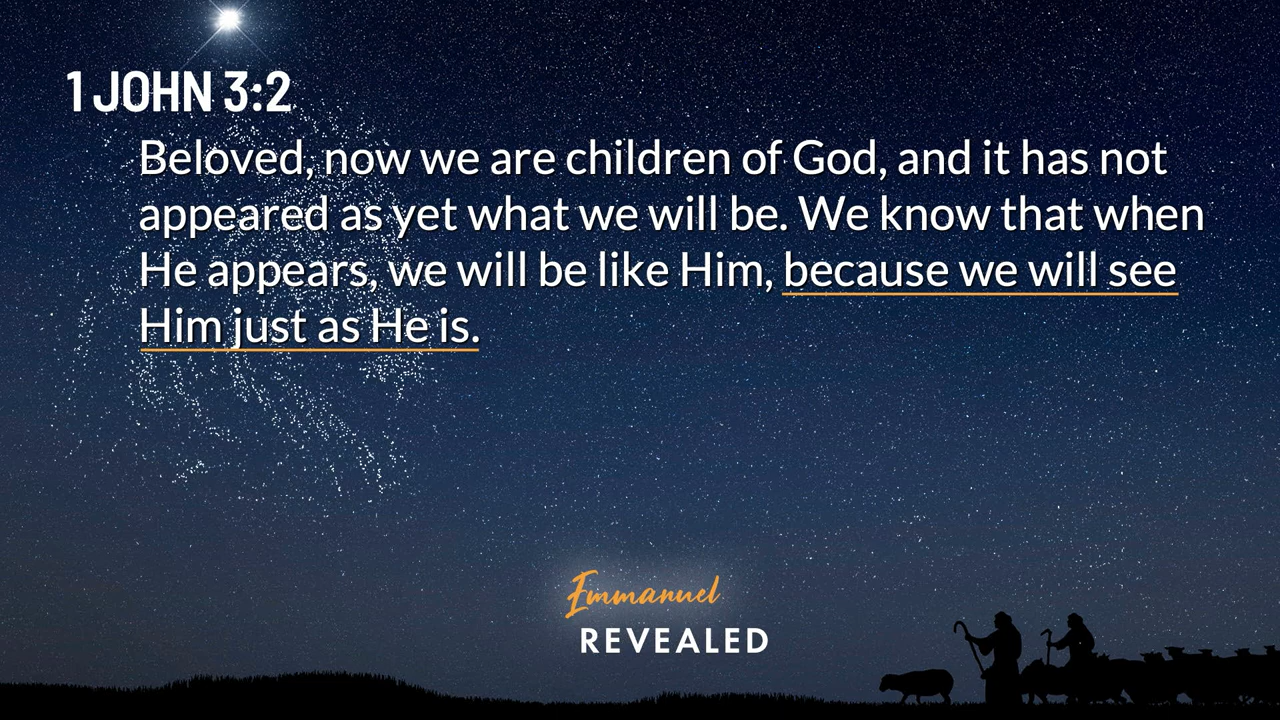 1 JOHN 3:2
Beloved, now we are children of God, and it has not
appeared as yet what we will be. We know that when
He appears, we will be like Him, because we will see
Him just as He is.
Emmanuel
REVEALED